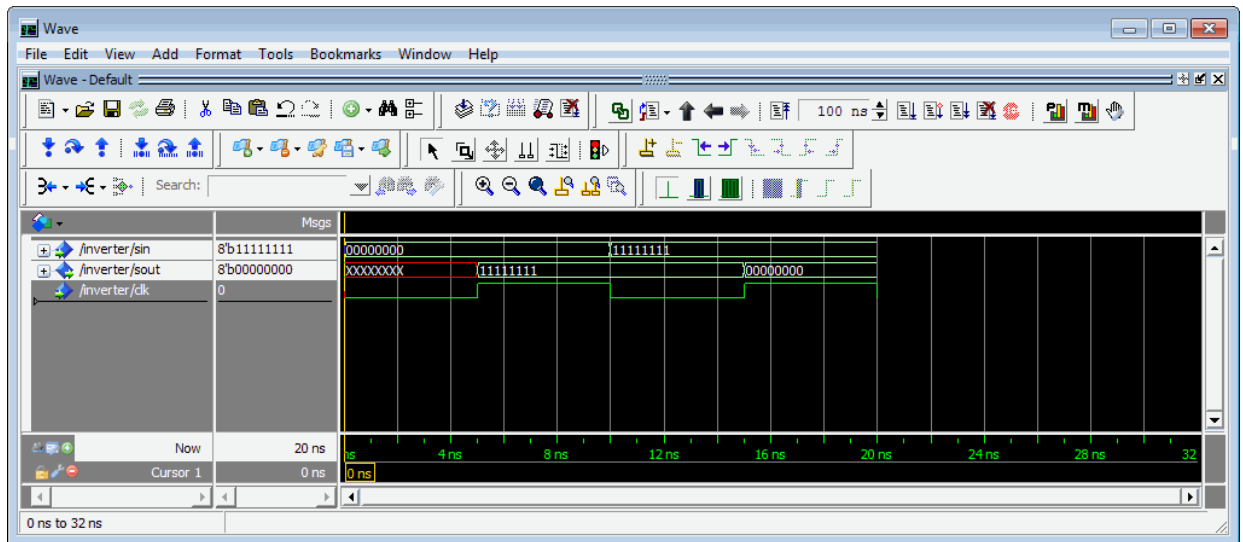 Wave
File Edit View Add Format Tools Bookmarks Window Help
Wave - Default
100 ns
Search:
Msgs
/inverter/sin 8'b11111111 00000000 11111111
/inverter/sout 8'b00000000 XXXXXXXX 11111111 00000000
/inverter/clk 0
Now 20 ns ns 4 ns 8 ns 12 ns 16 ns 20 ns 24 ns 28 ns 32
Cursor 1 0 ns 0 ns
0 ns to 32 ns